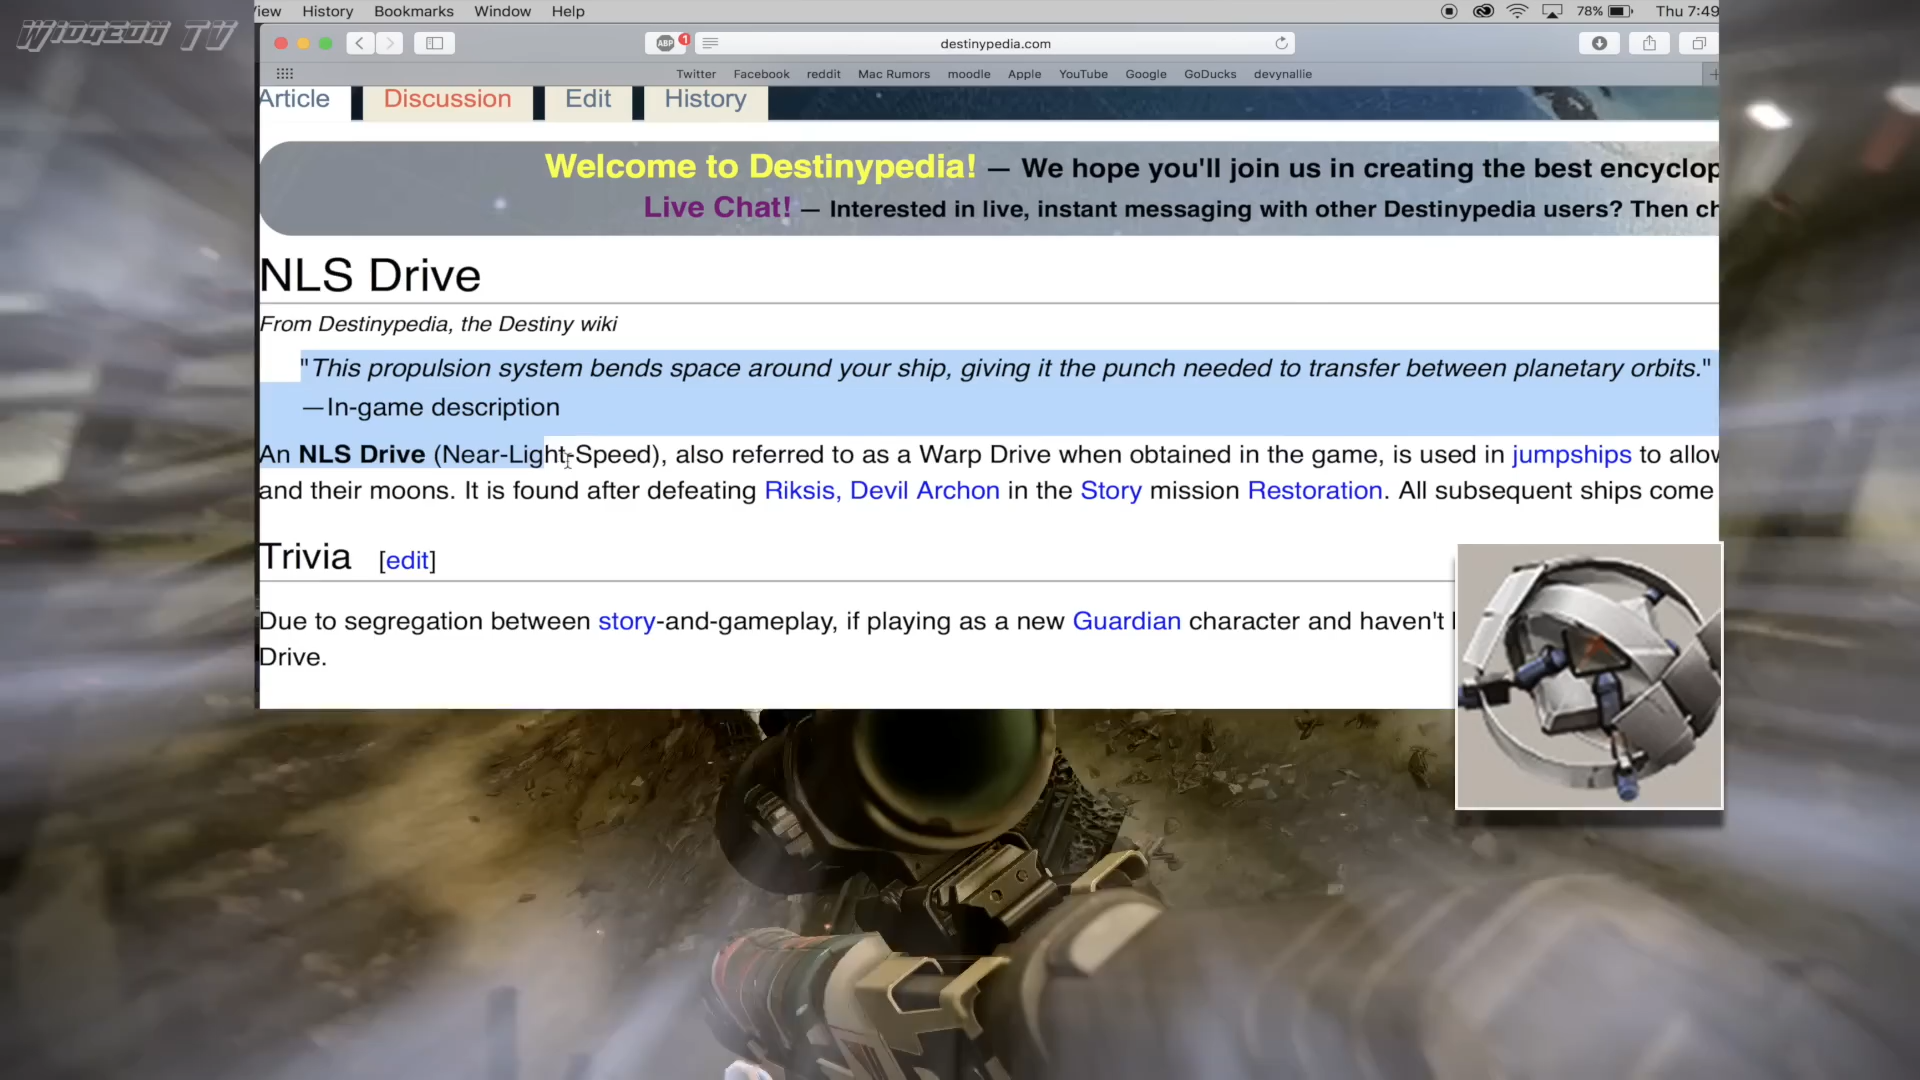 WIDGEON TV
iew History Bookmarks Window Help 78% Thu 7:49
ABP 1 destinypedia.com
Twitter Facebook reddit Mac Rumors moodle Apple YouTube Google GoDucks devynallie
Article Discussion Edit History
Welcome to Destinypedia! — We hope you'll join us in creating the best encyclop
Live Chat! — Interested in live, instant messaging with other Destinypedia users? Then ch
NLS Drive
From Destinypedia, the Destiny wiki
"This propulsion system bends space around your ship, giving it the punch needed to transfer between planetary orbits."
—In-game description
An NLS Drive (Near-Light-Speed), also referred to as a Warp Drive when obtained in the game, is used in jumpships to allow
and their moons. It is found after defeating Riksis, Devil Archon in the Story mission Restoration. All subsequent ships come
Trivia [edit]
Due to segregation between story-and-gameplay, if playing as a new Guardian character and haven't
Drive.